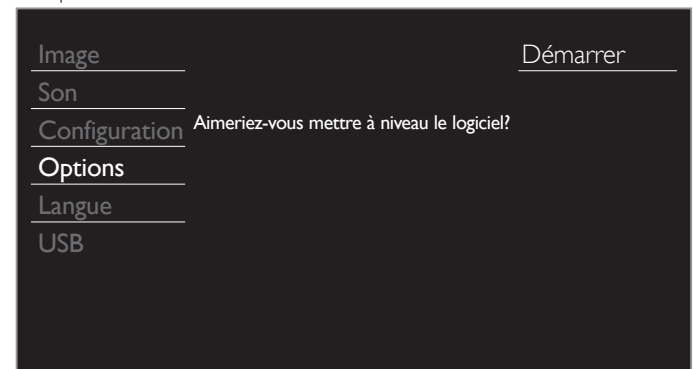 Image
Démarrer
Son
Configuration
Aimeriez-vous mettre à niveau le logiciel?
Options
Langue
USB